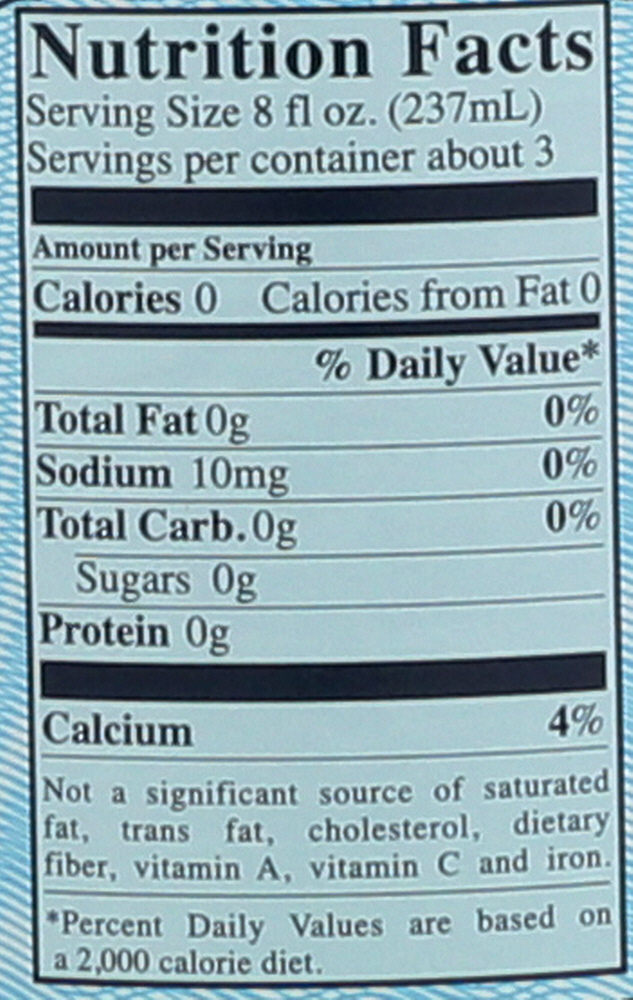 Nutrition Facts
Serving Size 8 fl oz. (237mL)
Servings per container about 3
Amount per Serving
Calories 0 Calories from Fat 0
% Daily Value*
Total Fat 0g 0%
Sodium 10mg 0%
Total Carb. 0g 0%
Sugars 0g
Protein 0g
Calcium 4%
Not a significant source of saturated
fat, trans fat, cholesterol, dietary
fiber, vitamin A, vitamin C and iron.
*Percent Daily Values are based on
a 2,000 calorie diet.